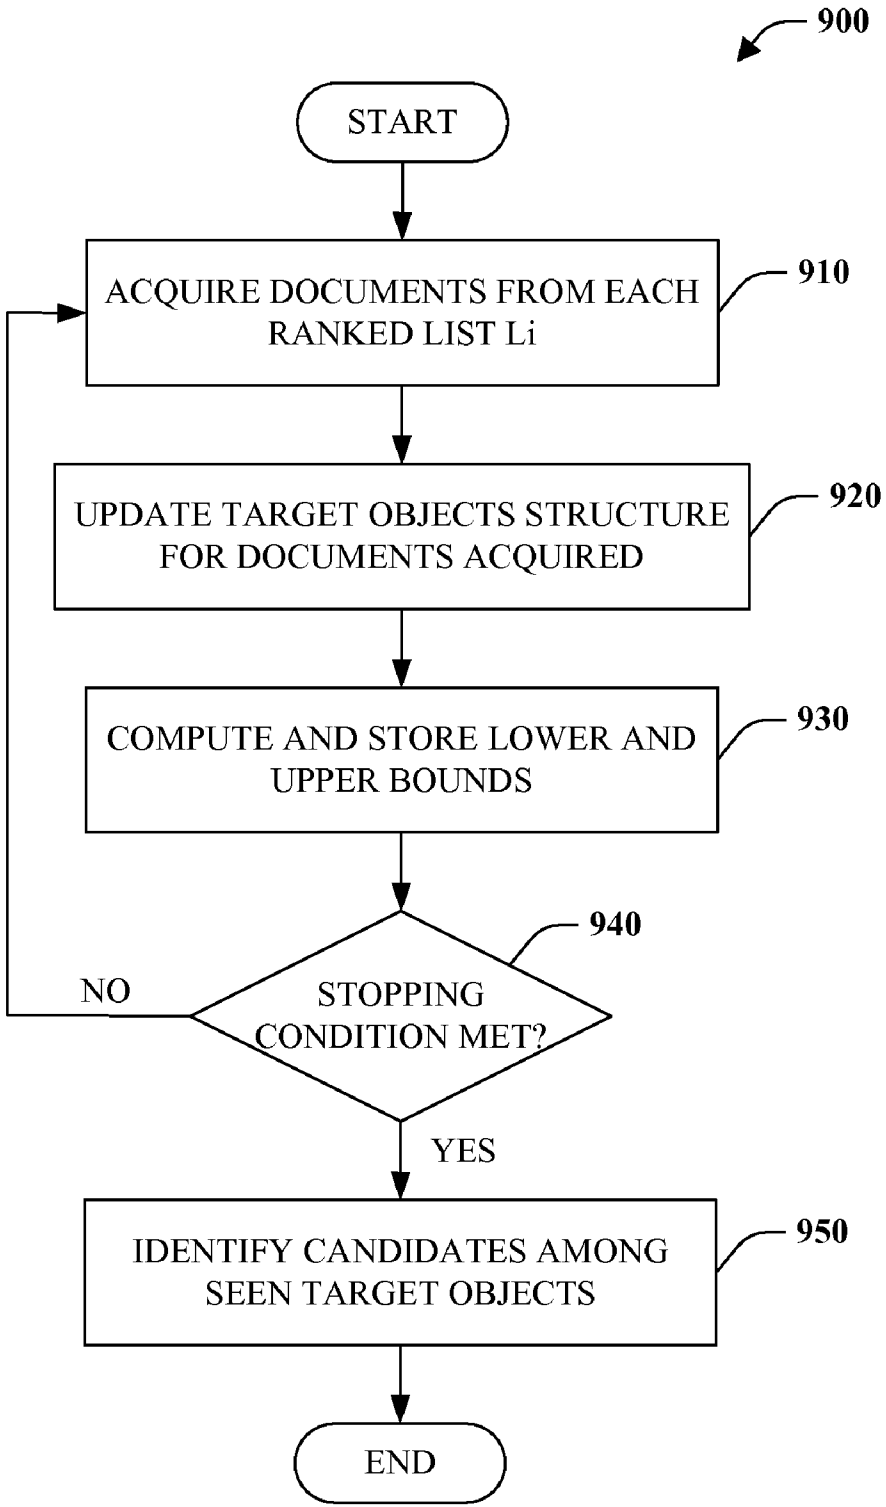 900
START
ACQUIRE DOCUMENTS FROM EACH
RANKED LIST Li
910
UPDATE TARGET OBJECTS STRUCTURE
FOR DOCUMENTS ACQUIRED
920
COMPUTE AND STORE LOWER AND
UPPER BOUNDS
930
STOPPING
CONDITION MET?
940
NO
YES
IDENTIFY CANDIDATES AMONG
SEEN TARGET OBJECTS
950
END